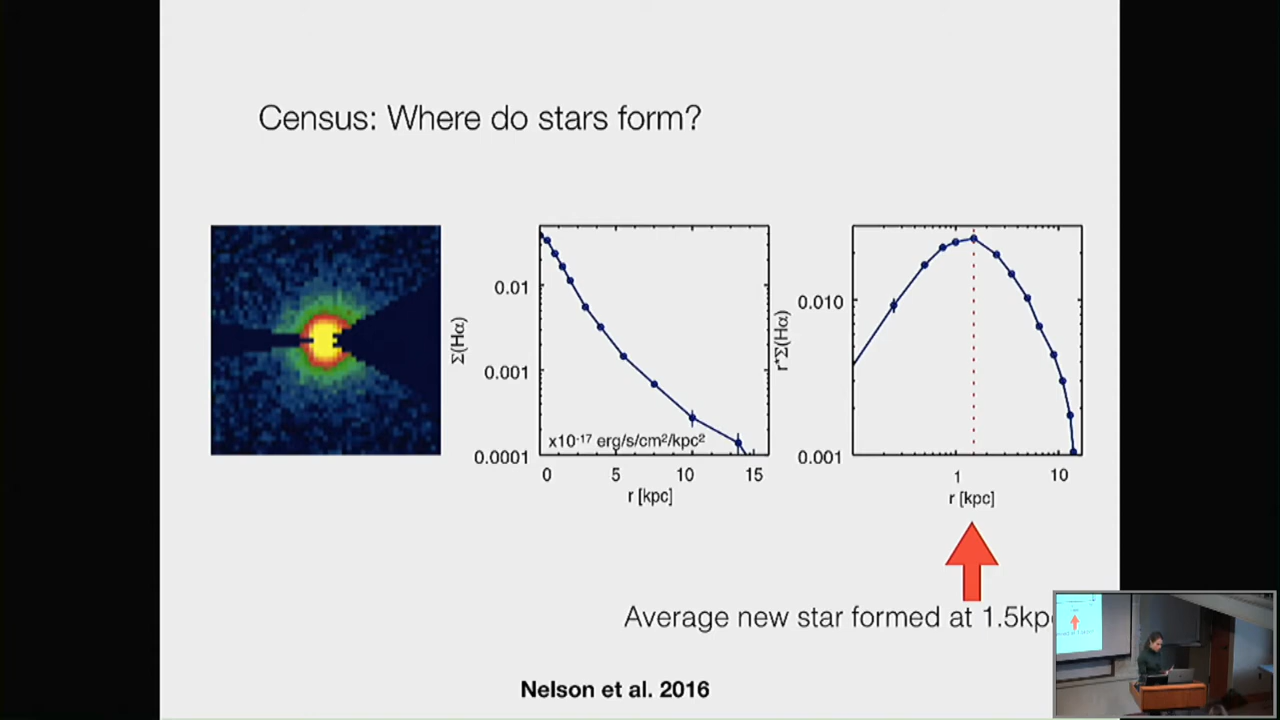 Census: Where do stars form?
Σ(Hα)
0.01
0.001
0.0001
x10⁻¹⁷ erg/s/cm²/kpc²
0 5 10 15
r [kpc]
r*Σ(Hα)
0.010
0.001
1 10
r [kpc]
Average new star formed at 1.5kp
Nelson et al. 2016